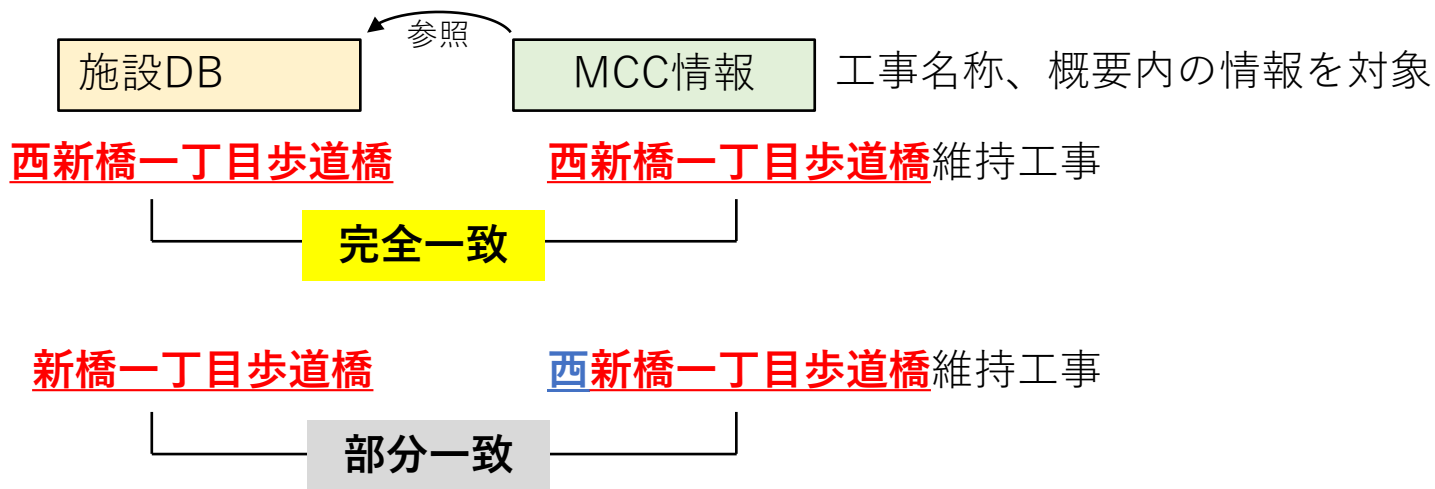 参照
施設DB
MCC情報
工事名称、概要内の情報を対象
西新橋一丁目歩道橋
西新橋一丁目歩道橋維持工事
完全一致
新橋一丁目歩道橋
西新橋一丁目歩道橋維持工事
部分一致